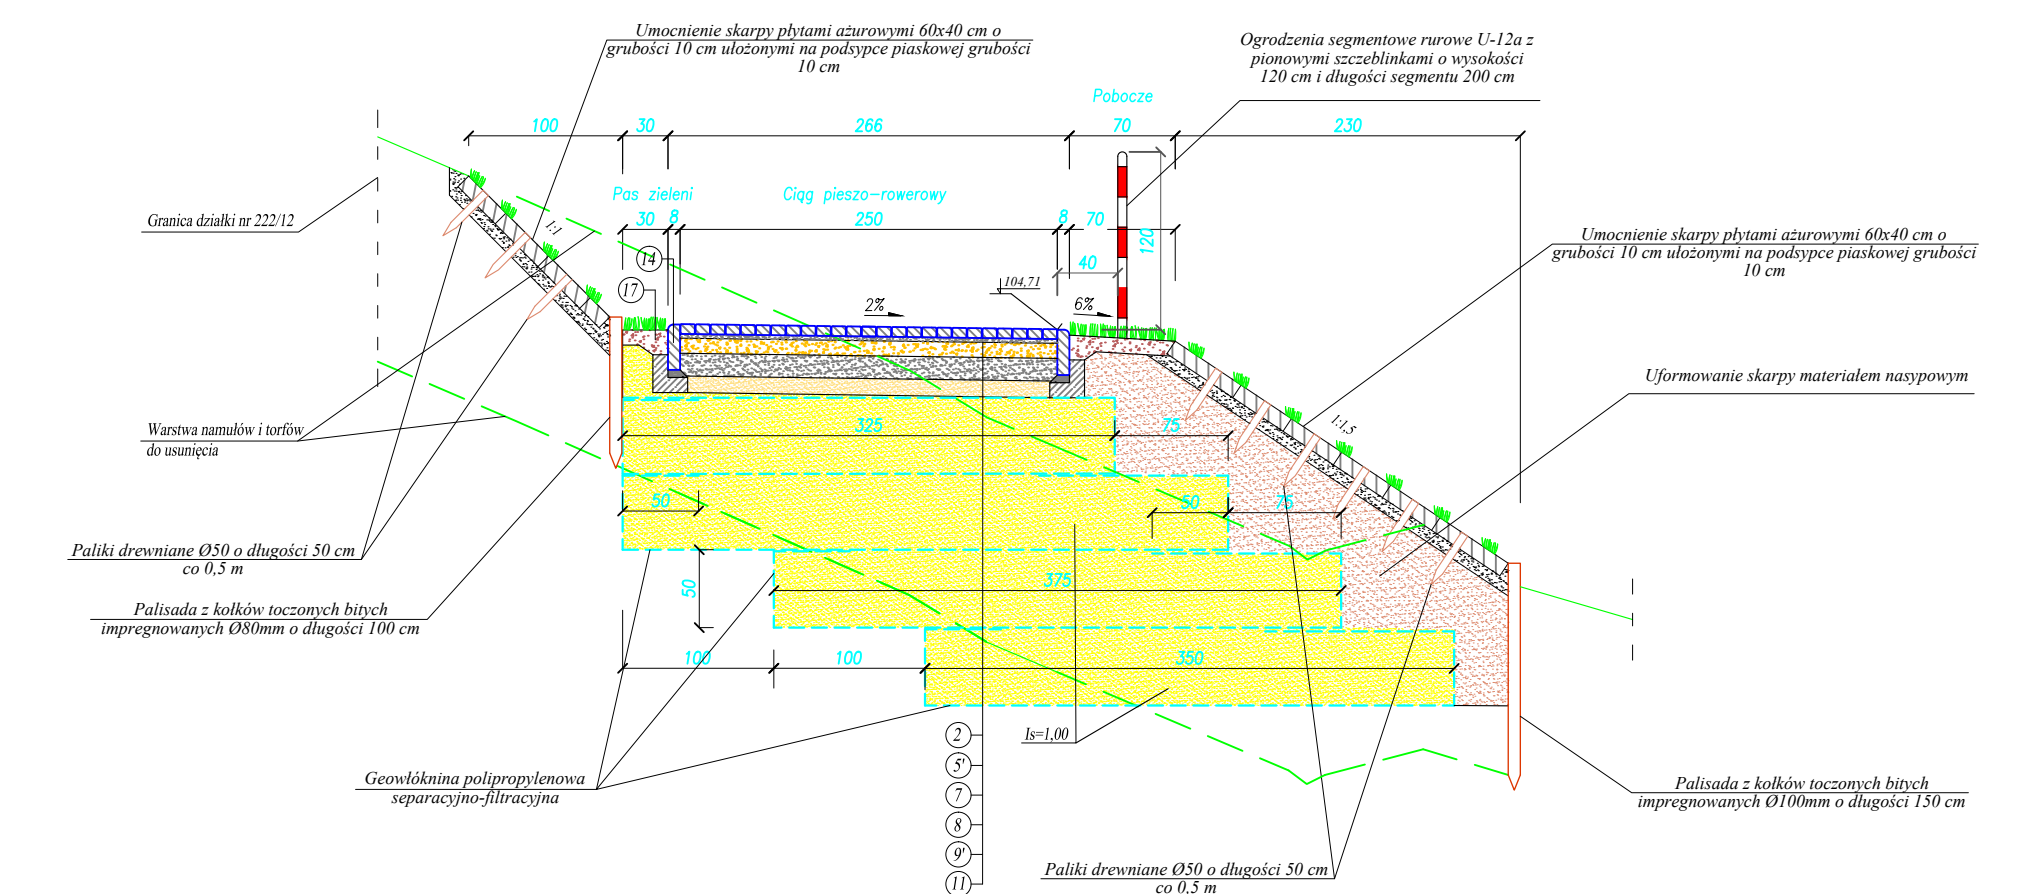 Umocnienie skarpy płytami ażurowymi 60x40 cm o
grubości 10 cm ułożonymi na podsypce piaskowej grubości
10 cm
Ogrodzenia segmentowe rurowe U-12a z
pionowymi szczeblinkami o wysokości
120 cm i długości segmentu 200 cm
Pobocze
100
30
266
70
230
Pas zieleni
Ciąg pieszo-rowerowy
30
8
250
8
70
Granica działki nr 222/12
1:1
14
17
40
120
104,71
2%
6%
Umocnienie skarpy płytami ażurowymi 60x40 cm o
grubości 10 cm ułożonymi na podsypce piaskowej grubości
10 cm
Uformowanie skarpy materiałem nasypowym
1:1,5
Warstwa namułów i torfów
do usunięcia
325
75
50
50
75
Paliki drewniane Ø50 o długości 50 cm
co 0,5 m
50
375
Palisada z kołków toczonych bitych
impregnowanych Ø80mm o długości 100 cm
100
100
350
2
Is=1,00
5'
7
8
9'
11
Geowłóknina polipropylenowa
separacyjno-filtracyjna
Palisada z kołków toczonych bitych
impregnowanych Ø100mm o długości 150 cm
Paliki drewniane Ø50 o długości 50 cm
co 0,5 m